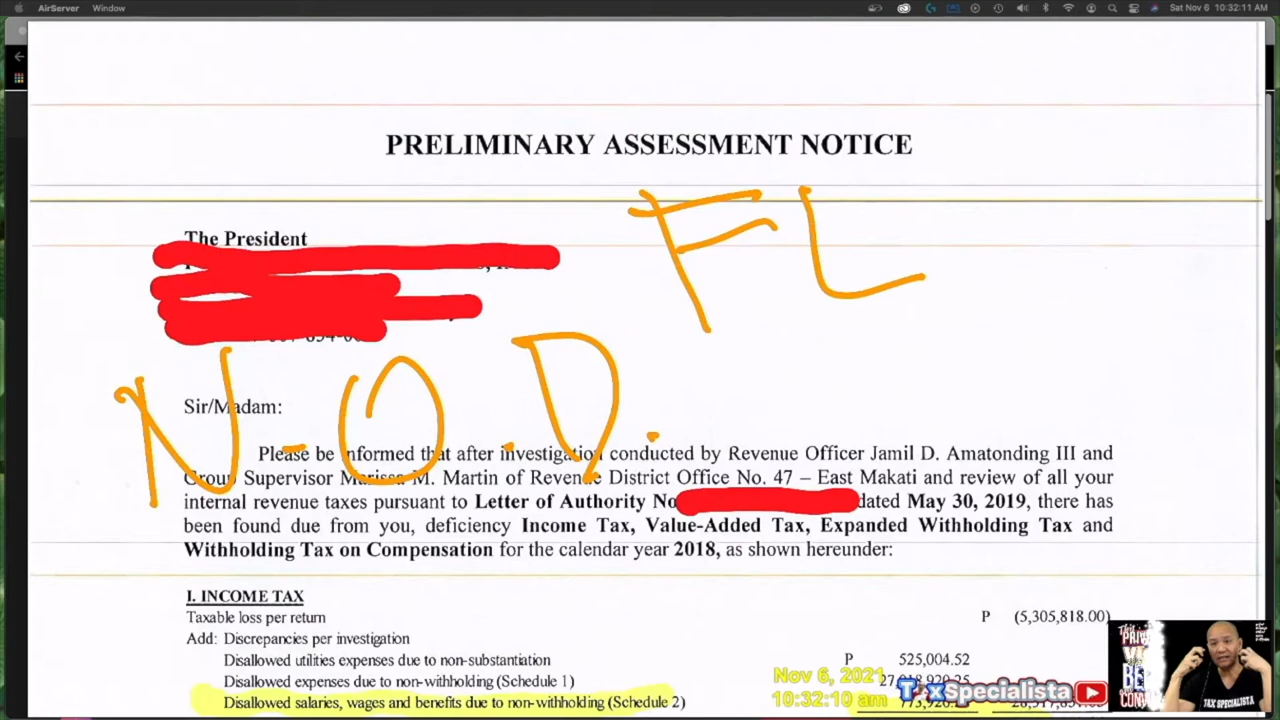 AirServer Window Sat Nov 6 10:32:11 AM
PRELIMINARY ASSESSMENT NOTICE
FL
The President
N.O.D.
Sir/Madam:
Please be informed that after investigation conducted by Revenue Officer Jamil D. Amatonding III and
Group Supervisor Marissa M. Martin of Revenue District Office No. 47 – East Makati and review of all your
internal revenue taxes pursuant to Letter of Authority No dated May 30, 2019, there has
been found due from you, deficiency Income Tax, Value-Added Tax, Expanded Withholding Tax and
Withholding Tax on Compensation for the calendar year 2018, as shown hereunder:
I. INCOME TAX
Taxable loss per return P (5,305,818.00)
Add: Discrepancies per investigation
Disallowed utilities expenses due to non-substantiation P 525,004.52
Disallowed expenses due to non-withholding (Schedule 1)
Disallowed salaries, wages and benefits due to non-withholding (Schedule 2)
Nov 6, 2021
10:32:10 am
TaxSpecialista